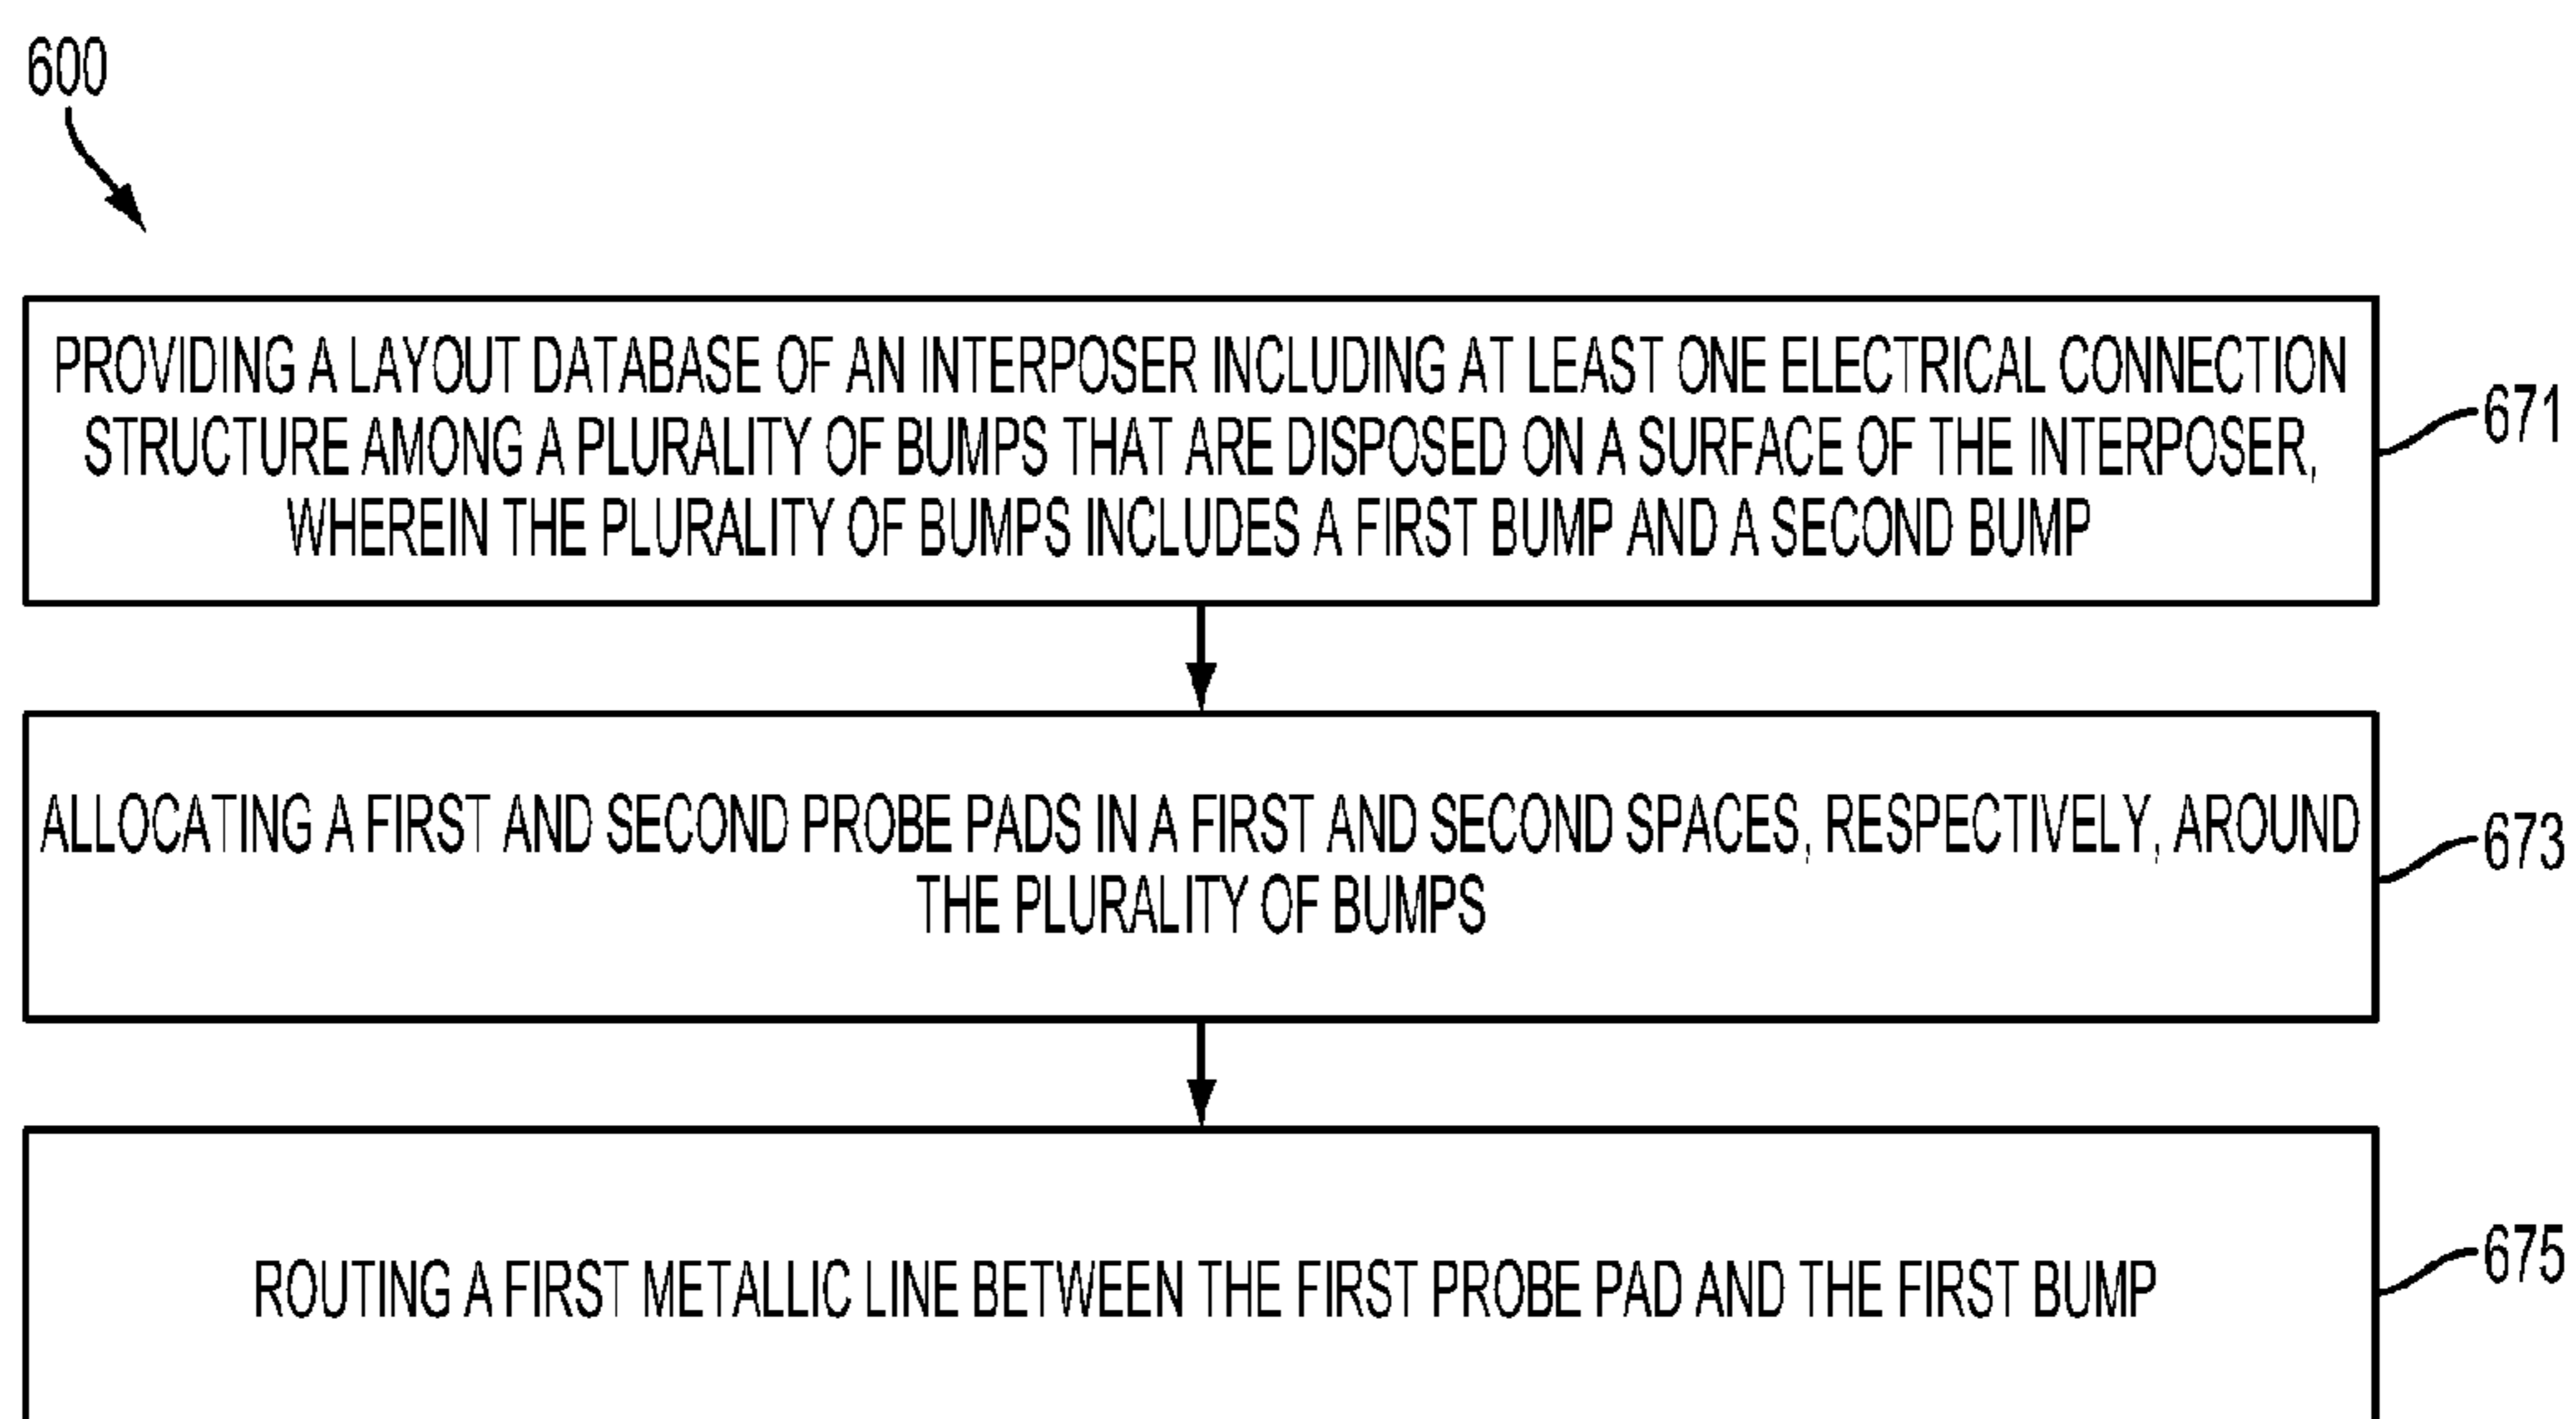 600
PROVIDING A LAYOUT DATABASE OF AN INTERPOSER INCLUDING AT LEAST ONE ELECTRICAL CONNECTION
STRUCTURE AMONG A PLURALITY OF BUMPS THAT ARE DISPOSED ON A SURFACE OF THE INTERPOSER,
WHEREIN THE PLURALITY OF BUMPS INCLUDES A FIRST BUMP AND A SECOND BUMP
671
ALLOCATING A FIRST AND SECOND PROBE PADS IN A FIRST AND SECOND SPACES, RESPECTIVELY, AROUND
THE PLURALITY OF BUMPS
673
ROUTING A FIRST METALLIC LINE BETWEEN THE FIRST PROBE PAD AND THE FIRST BUMP
675